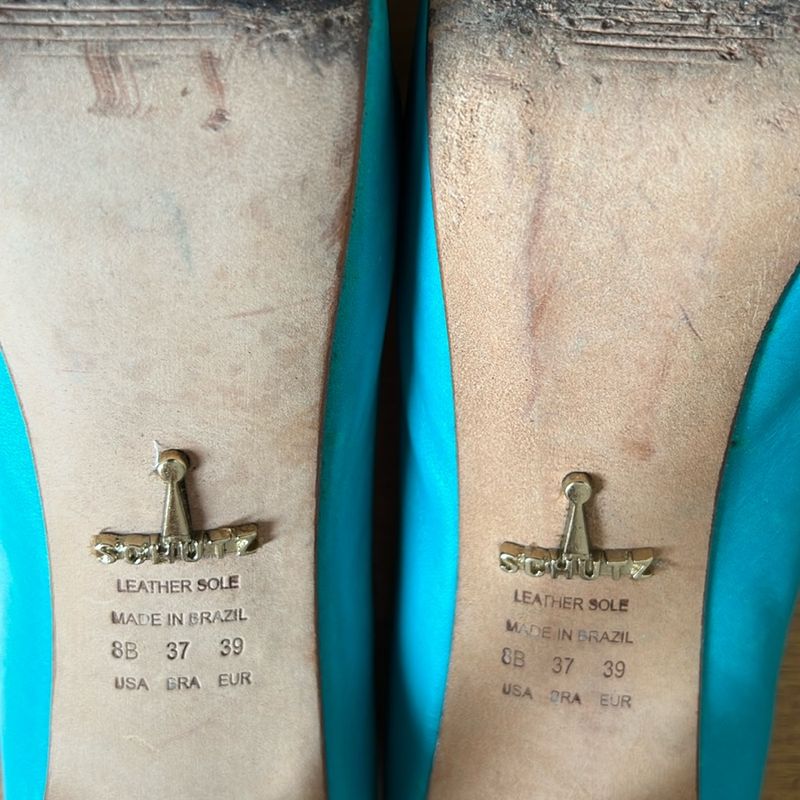 SCHUTZ
LEATHER SOLE
MADE IN BRAZIL
8B 37 39
USA BRA EUR
SCHUTZ
LEATHER SOLE
MADE IN BRAZIL
8B 37 39
USA BRA EUR